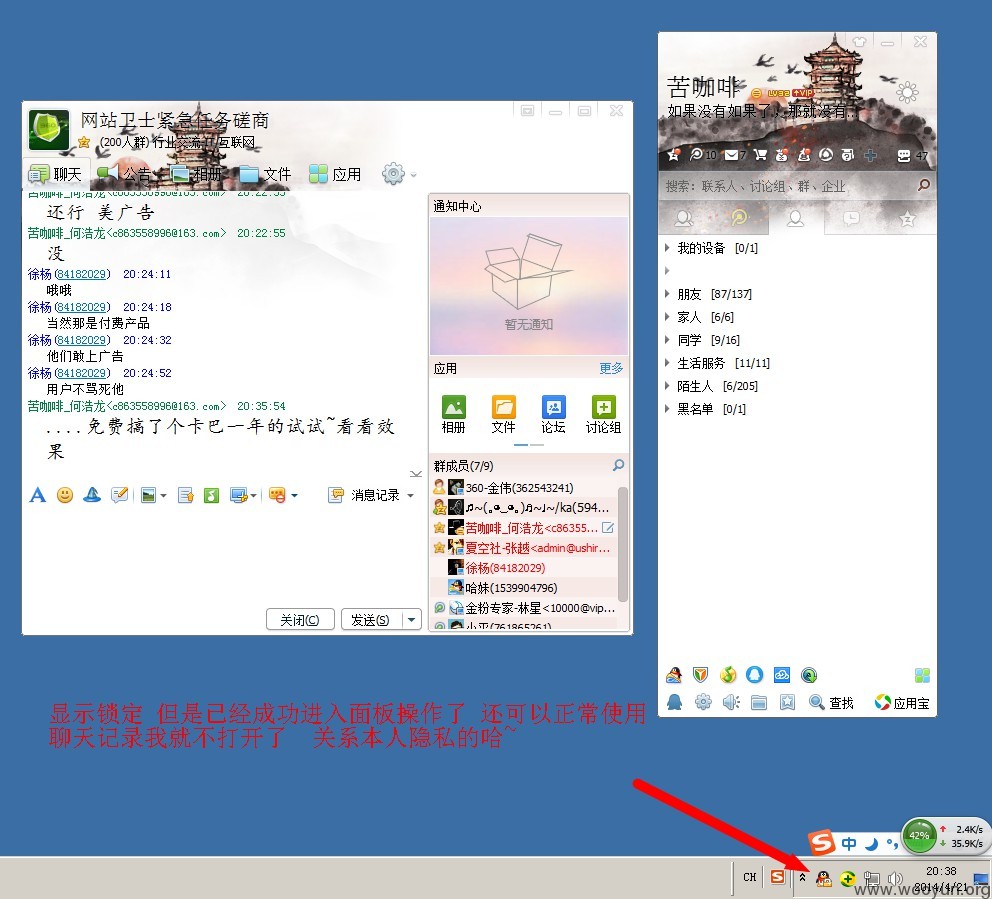 网站卫士紧急任务磋商
(200人群) 行业交流 IT/互联网
聊天 公告 相册 文件 应用
苦咖啡_何浩龙<c863558996@163.com> 20:22:35
还行 美广告
苦咖啡_何浩龙<c863558996@163.com> 20:22:55
没
徐杨(84182029) 20:24:11
哦哦
徐杨(84182029) 20:24:18
当然那是付费产品
徐杨(84182029) 20:24:32
他们敢上广告
徐杨(84182029) 20:24:52
用户不骂死他
苦咖啡_何浩龙<c863558996@163.com> 20:35:54
....免费搞了个卡巴一年的试试~看看效
果
消息记录
关闭(C) 发送(S)
通知中心
暂无通知
应用 更多
相册 文件 论坛 讨论组
群成员(7/9)
360-金伟(362543241)
苦咖啡_何浩龙<c86355...
夏空社-张越<admin@ushir...
徐杨(84182029)
哈妹(1539904796)
金粉专家-林星<10000@vip...
小平(761865261)
苦咖啡 LV33 VIP
如果没有如果了，那就没有...
10 7 47
搜索：联系人、讨论组、群、企业
我的设备 [0/1]
朋友 [87/137]
家人 [6/6]
同学 [9/16]
生活服务 [11/11]
陌生人 [6/205]
黑名单 [0/1]
查找 应用宝
显示锁定 但是已经成功进入面板操作了 还可以正常使用
聊天记录我就不打开了 关系本人隐私的哈~
中 42% 2.4K/s
35.9K/s
CH 20:38
2014/4/21
www.wooyun.org